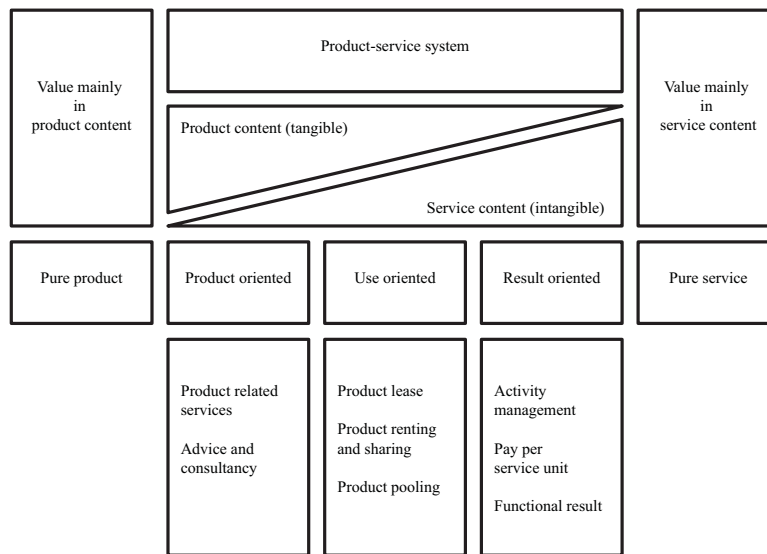 Value mainly
in
product content
Product-service system
Product content (tangible)
Service content (intangible)
Value mainly
in
service content
Pure product
Product oriented
Use oriented
Result oriented
Pure service
Product related
services
Advice and
consultancy
Product lease
Product renting
and sharing
Product pooling
Activity
management
Pay per
service unit
Functional result